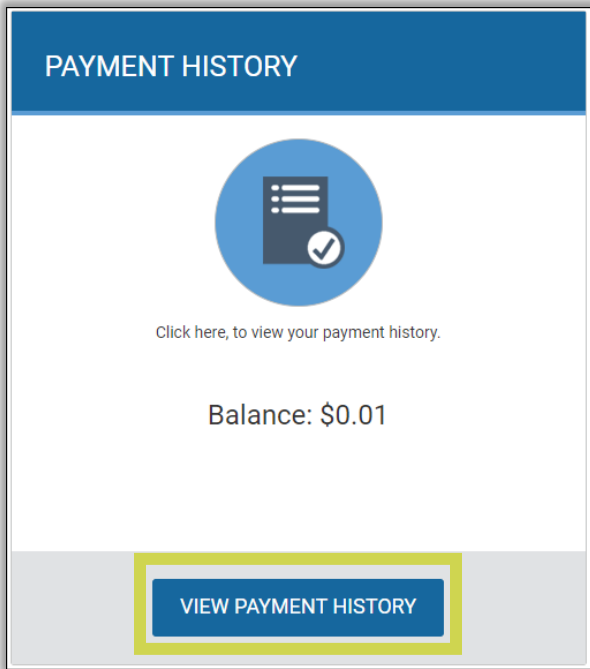 PAYMENT HISTORY
Click here, to view your payment history.
Balance: $0.01
VIEW PAYMENT HISTORY